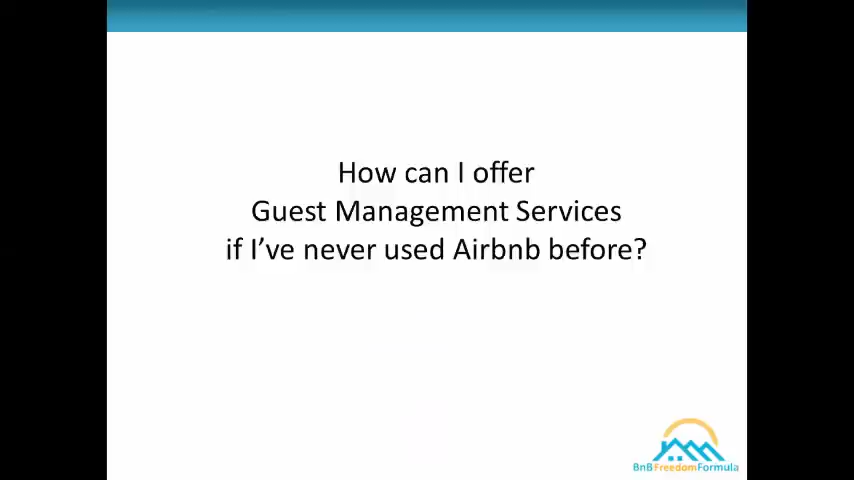 How can I offer
Guest Management Services
if I've never used Airbnb before?
BnBFreedomFormula